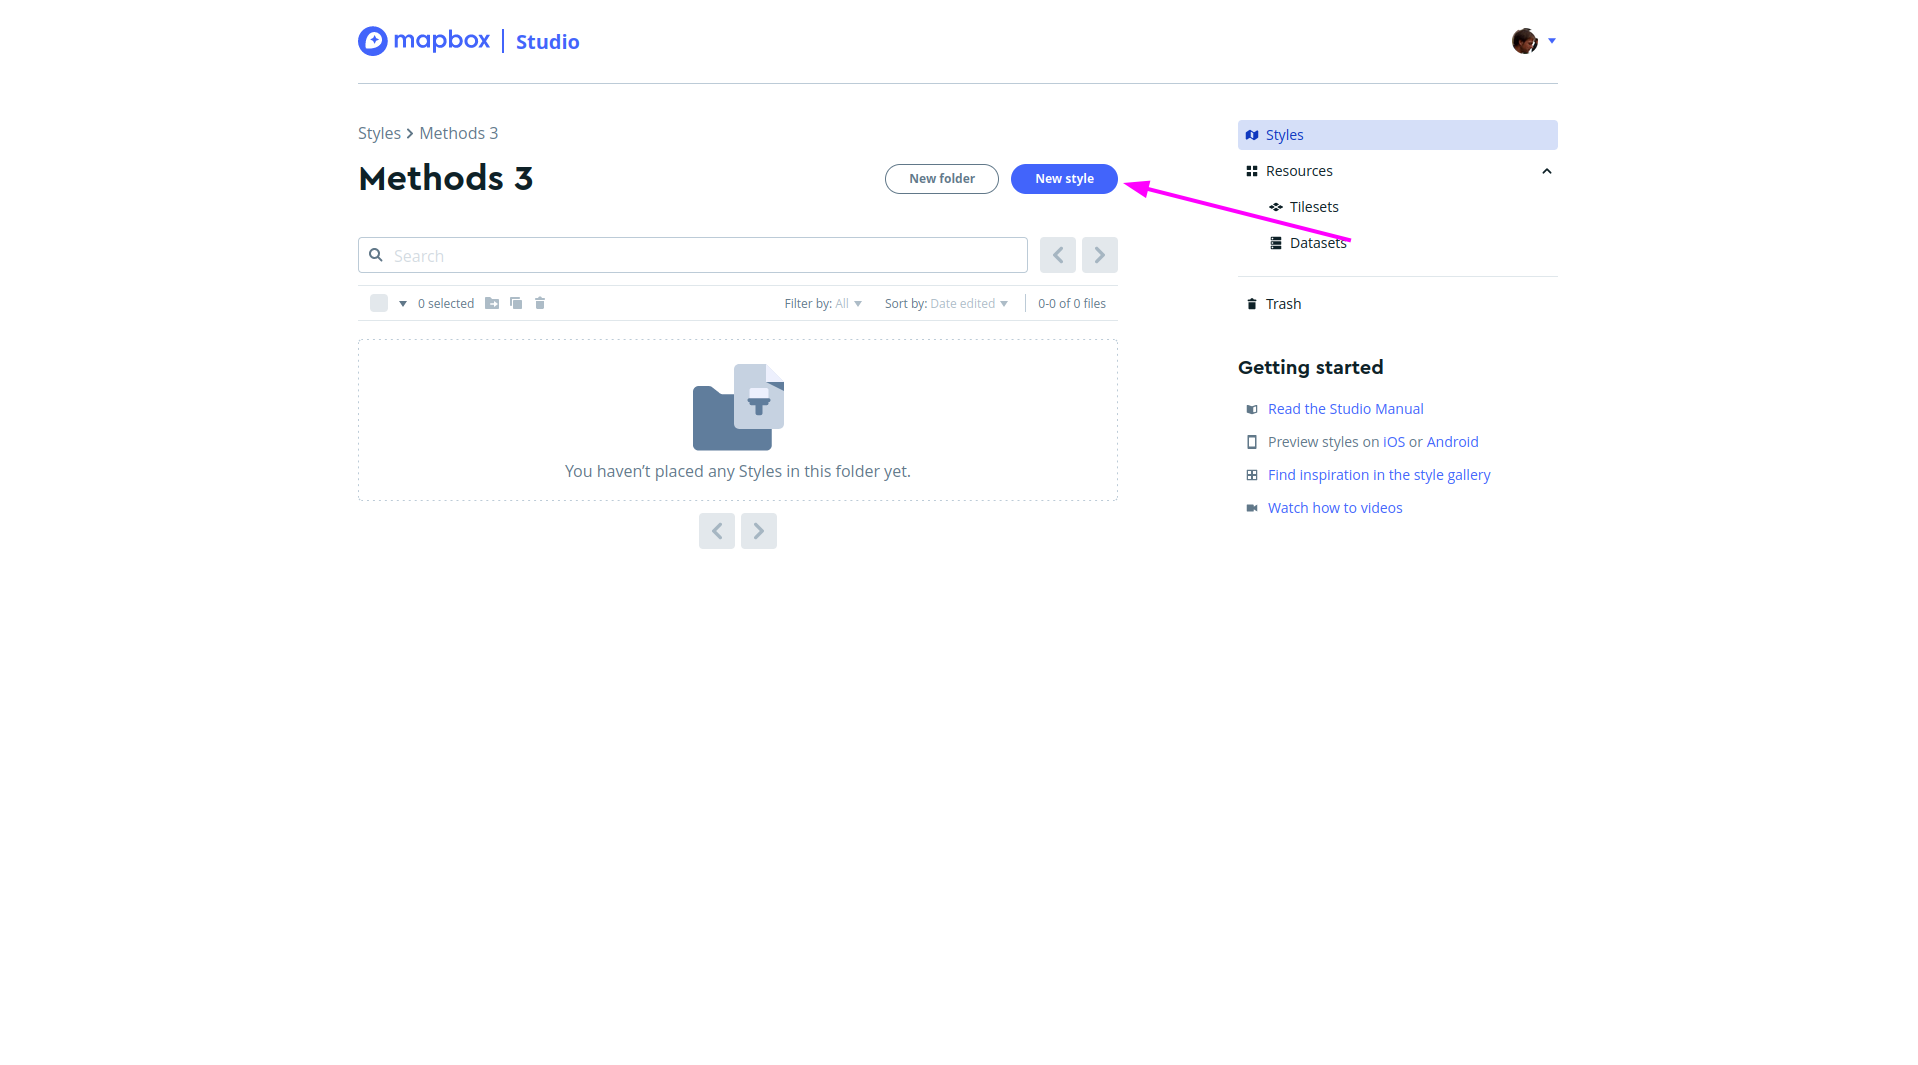 mapbox | Studio
Styles > Methods 3
Methods 3
New folder
New style
Search
0 selected
Filter by: All
Sort by: Date edited
0-0 of 0 files
You haven’t placed any Styles in this folder yet.
Styles
Resources
Tilesets
Datasets
Trash
Getting started
Read the Studio Manual
Preview styles on iOS or Android
Find inspiration in the style gallery
Watch how to videos